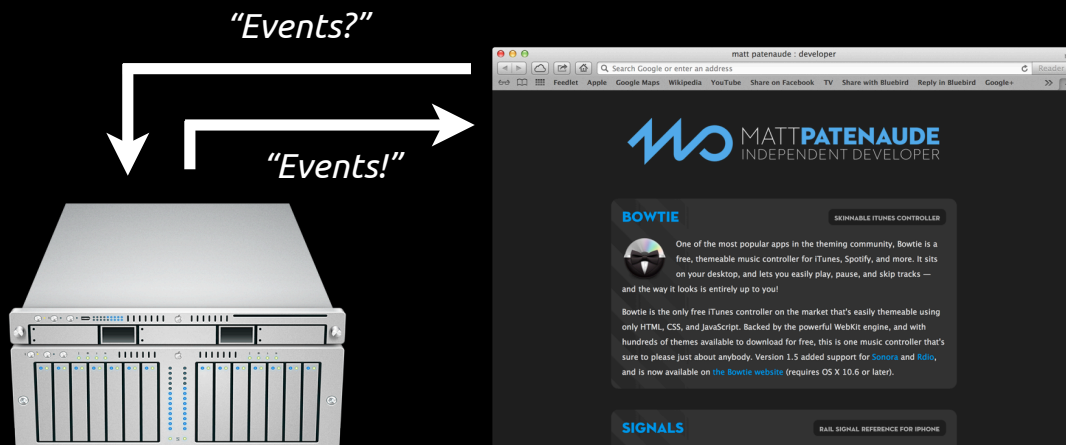 “Events?”
“Events!”
matt patenaude : developer
Search Google or enter an address
Reader
Feedlet Apple Google Maps Wikipedia YouTube Share on Facebook TV Share with Bluebird Reply in Bluebird Google+
MATTPATENAUDE
INDEPENDENT DEVELOPER
BOWTIE
SKINNABLE ITUNES CONTROLLER
One of the most popular apps in the theming community, Bowtie is a
free, themeable music controller for iTunes, Spotify, and more. It sits
on your desktop, and lets you easily play, pause, and skip tracks —
and the way it looks is entirely up to you!
Bowtie is the only free iTunes controller on the market that's easily themeable using
only HTML, CSS, and JavaScript. Backed by the powerful WebKit engine, and with
hundreds of themes available to download for free, this is one music controller that's
sure to please just about anybody. Version 1.5 added support for Sonora and Rdio,
and is now available on the Bowtie website (requires OS X 10.6 or later).
SIGNALS
RAIL SIGNAL REFERENCE FOR IPHONE